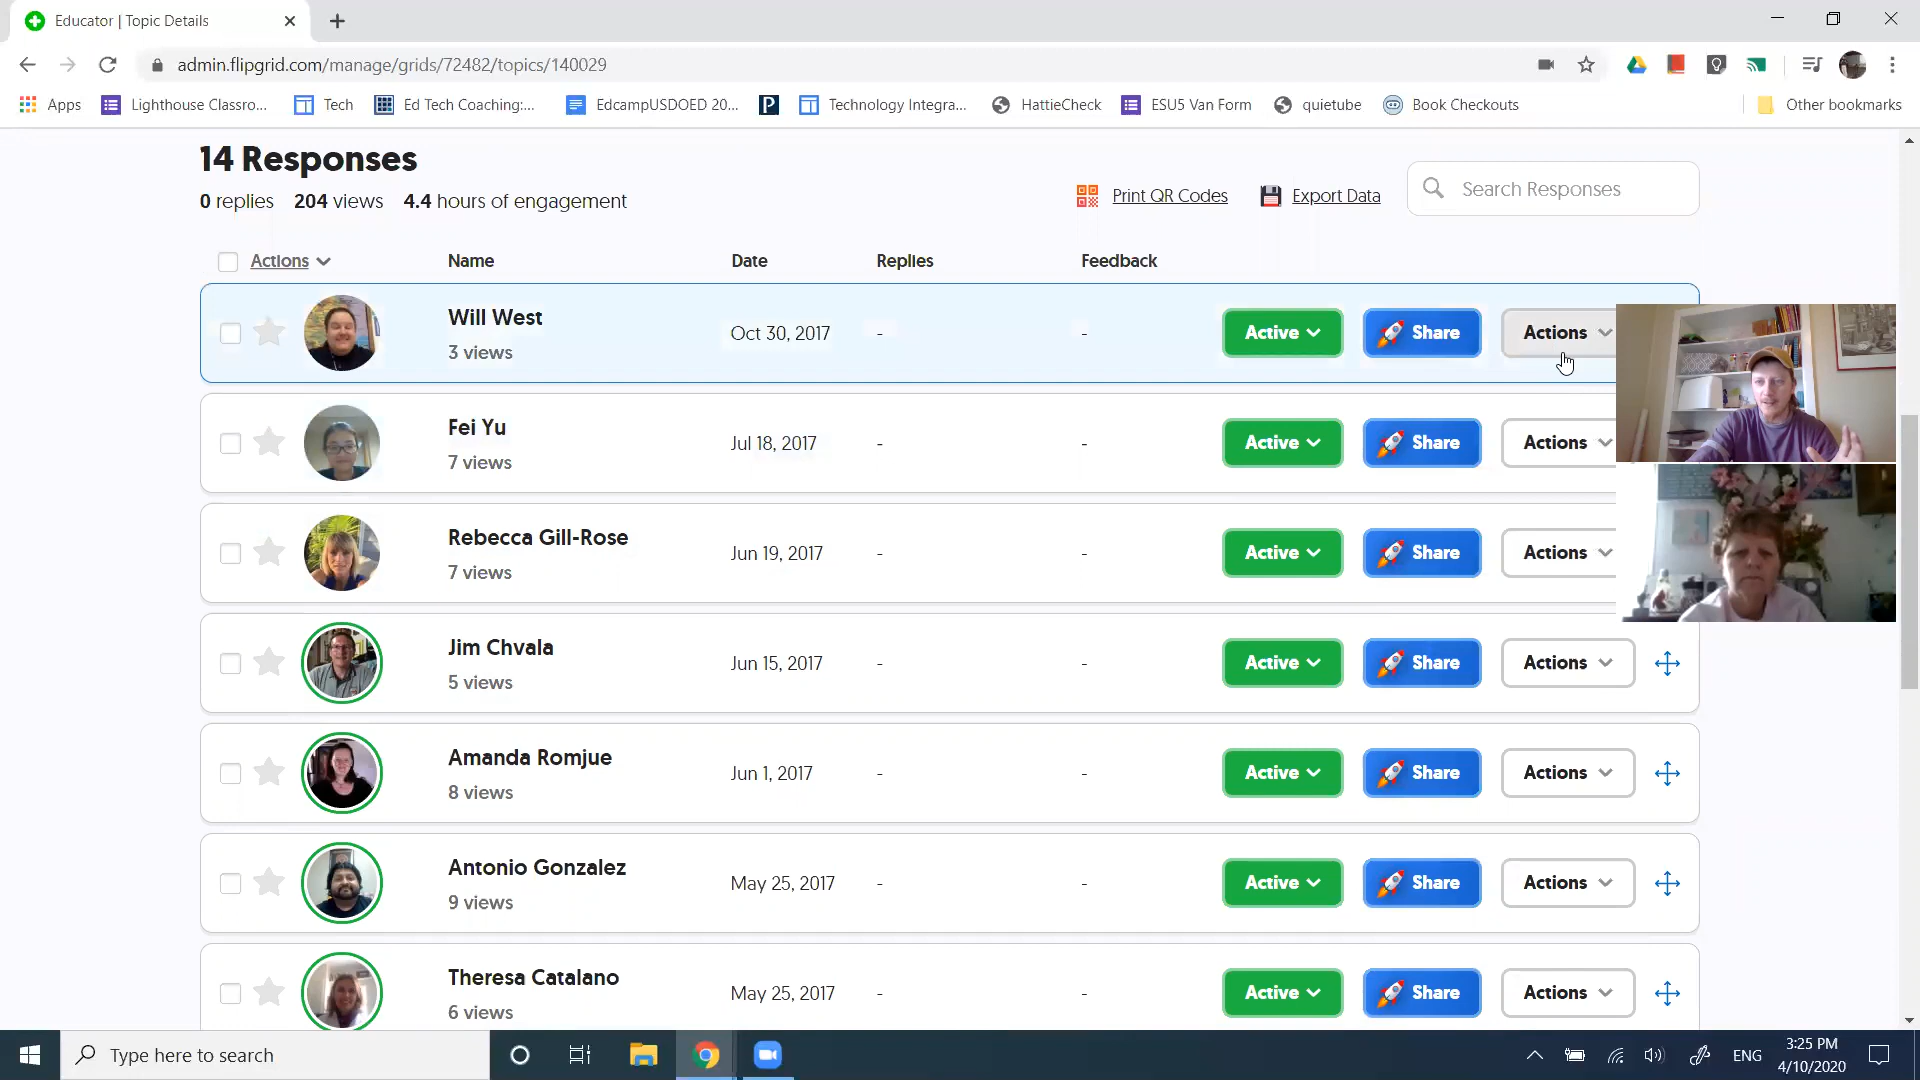 Educator | Topic Details
admin.flipgrid.com/manage/grids/72482/topics/140029
Apps Lighthouse Classro... Tech Ed Tech Coaching:... EdcampUSDOED 20... P Technology Integra... HattieCheck ESU5 Van Form quietube Book Checkouts Other bookmarks
14 Responses
0 replies 204 views 4.4 hours of engagement
Print QR Codes Export Data Search Responses
Actions Name Date Replies Feedback
Will West
3 views
Oct 30, 2017 - - Active Share Actions
Fei Yu
7 views
Jul 18, 2017 - - Active Share Actions
Rebecca Gill-Rose
7 views
Jun 19, 2017 - - Active Share Actions
Jim Chvala
5 views
Jun 15, 2017 - - Active Share Actions
Amanda Romjue
8 views
Jun 1, 2017 - - Active Share Actions
Antonio Gonzalez
9 views
May 25, 2017 - - Active Share Actions
Theresa Catalano
6 views
May 25, 2017 - - Active Share Actions
Type here to search
ENG
3:25 PM
4/10/2020